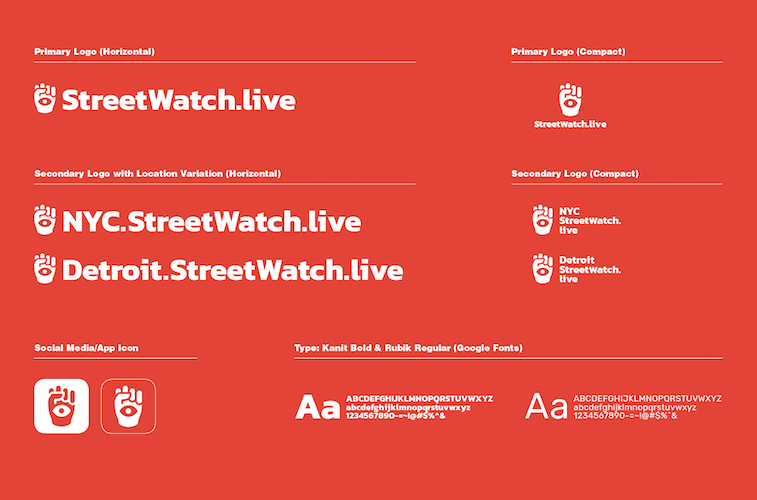 Primary Logo (Horizontal)
Primary Logo (Compact)
StreetWatch.live
StreetWatch.live
Secondary Logo with Location Variation (Horizontal)
Secondary Logo (Compact)
NYC.StreetWatch.live
NYC
StreetWatch.
live
Detroit.StreetWatch.live
Detroit
StreetWatch.
live
Social Media/App Icon
Type: Kanit Bold & Rubik Regular (Google Fonts)
Aa
ABCDEFGHIJKLMNOPQRSTUVWXYZ
abcdefghijklmnopqrstuvwxyz
1234567890-=~!@#$%^&
Aa
ABCDEFGHIJKLMNOPQRSTUVWXYZ
abcdefghijklmnopqrstuvwxyz
1234567890-=~!@#$%^&